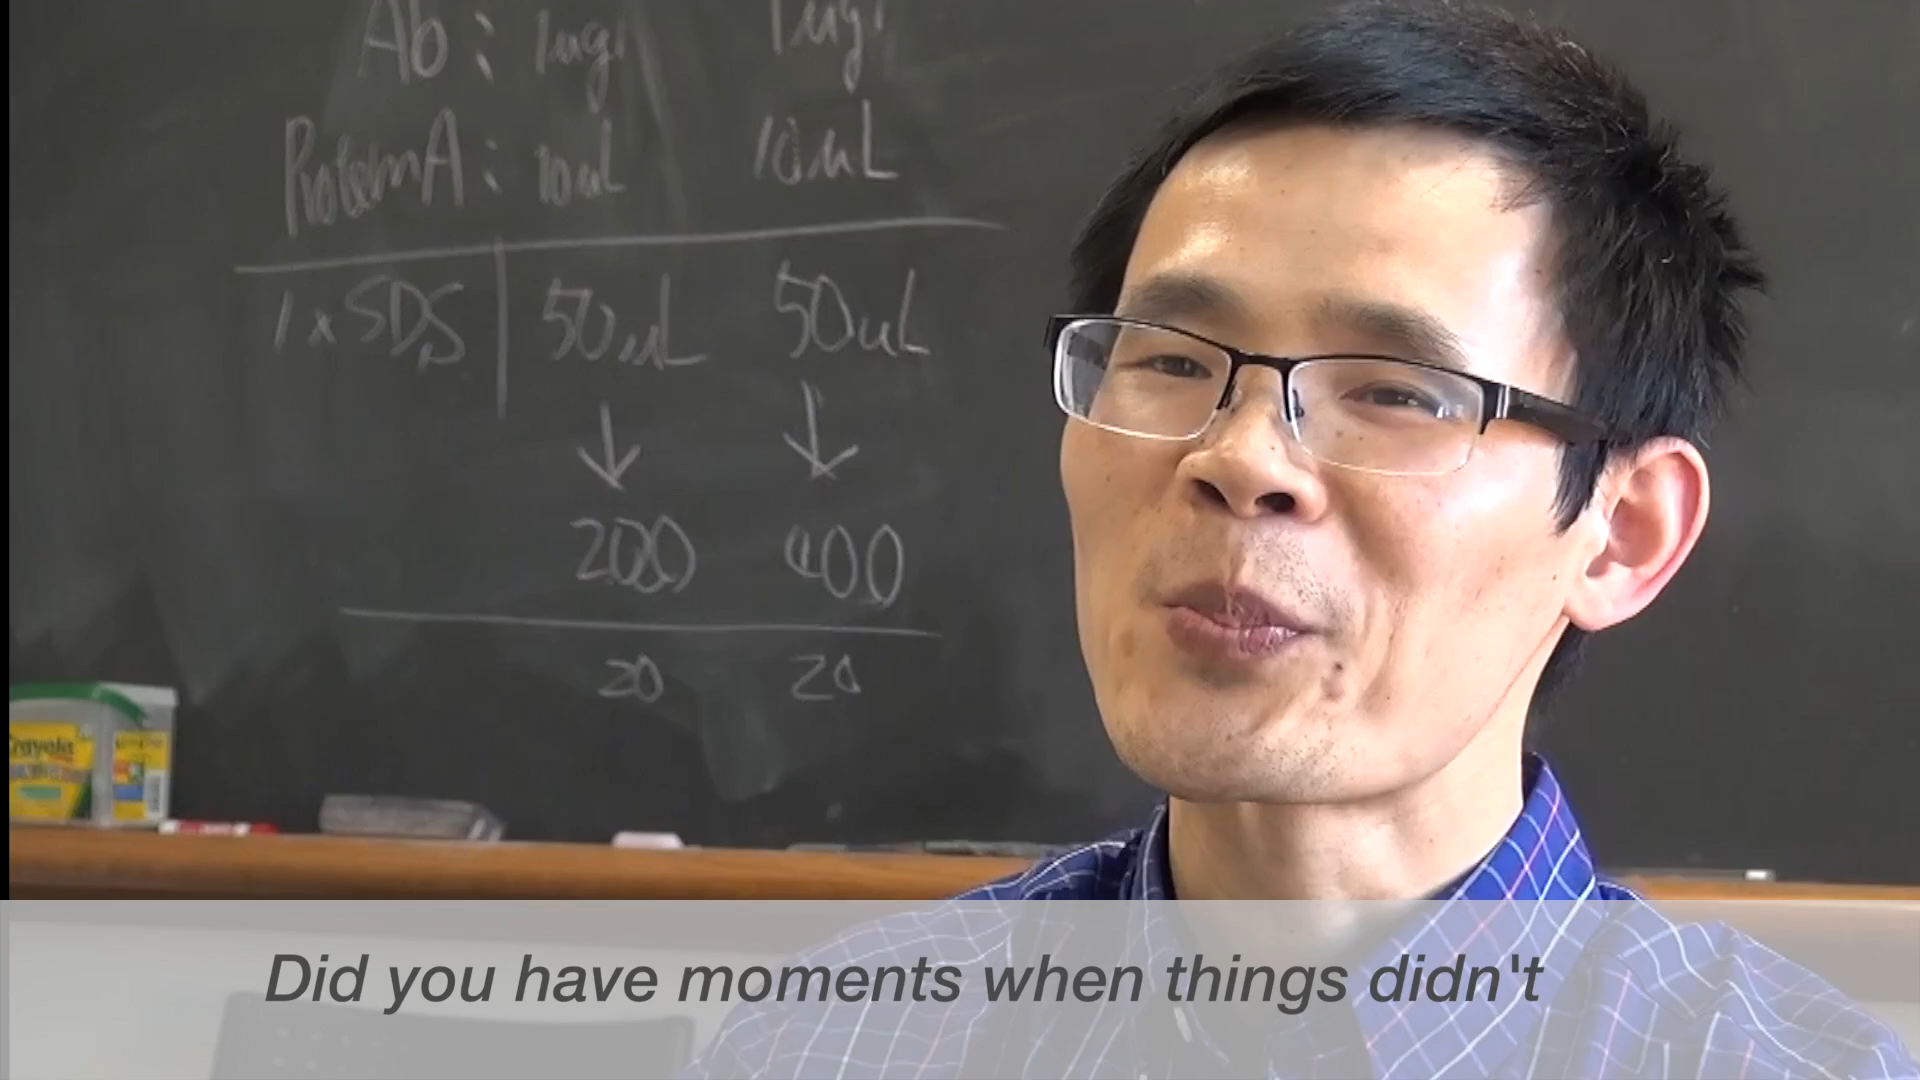 Ab: 1ug 1ug
ProteinA: 10uL 10uL
1xSDS 50uL 50uL
200 400
20 20
Crayola
Did you have moments when things didn't